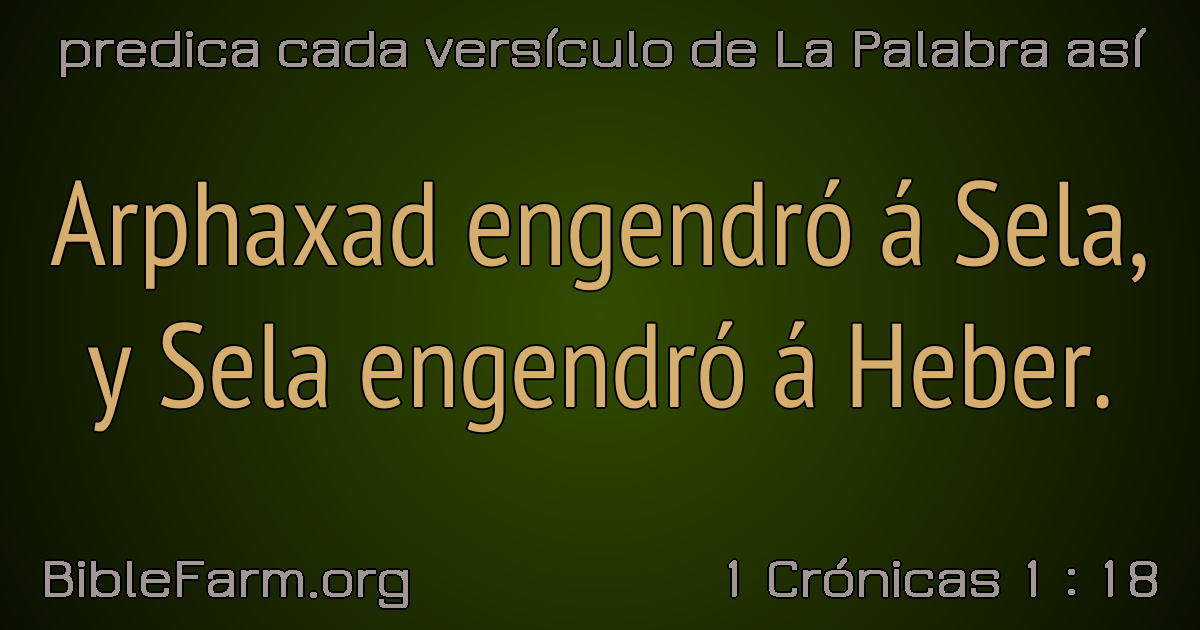 predica cada versículo de La Palabra así
Arphaxad engendró á Sela,
y Sela engendró á Heber.
BibleFarm.org
1 Crónicas 1 : 18